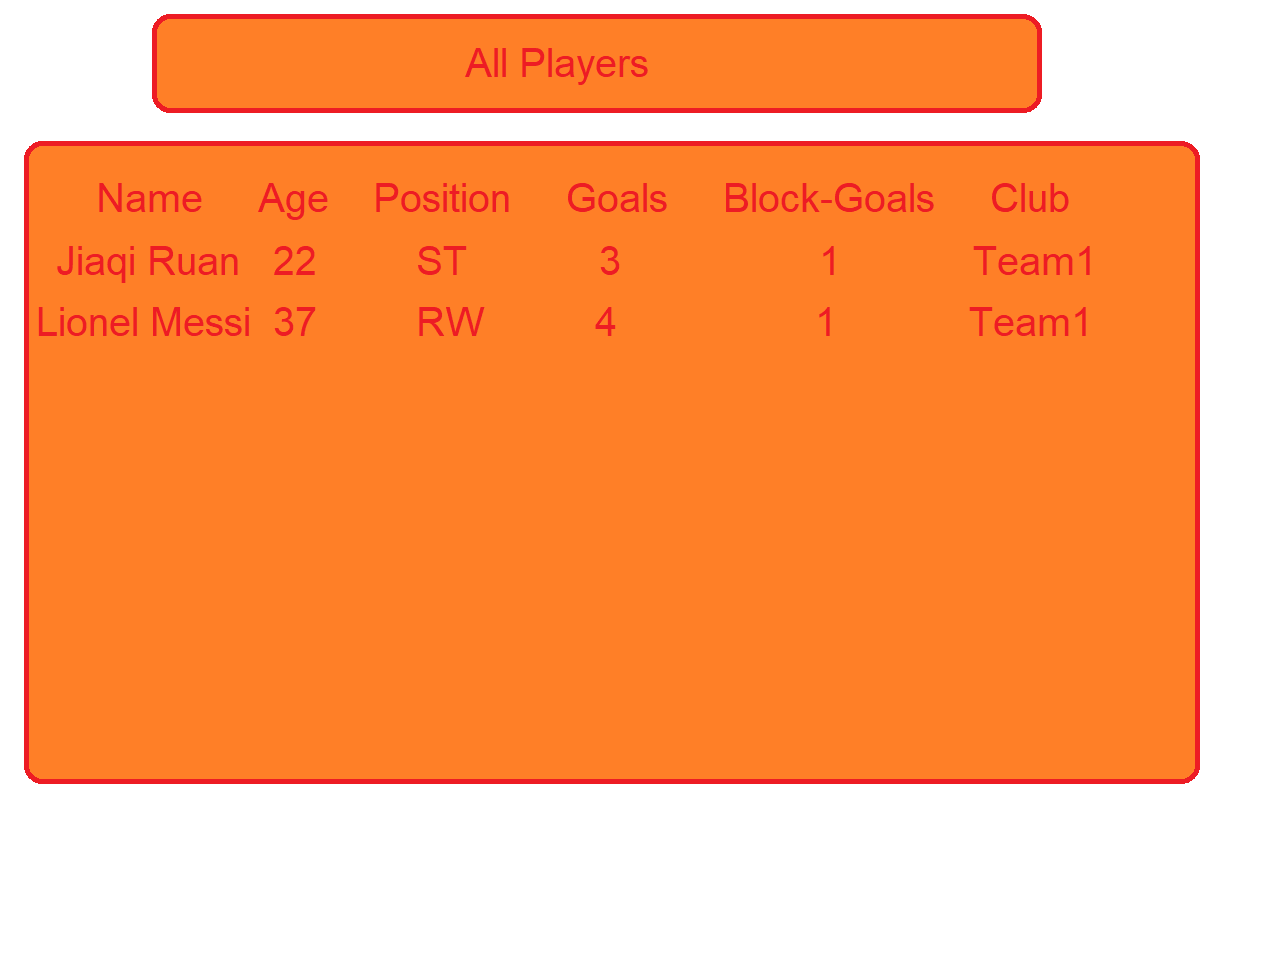 All Players
Name Age Position Goals Block-Goals Club
Jiaqi Ruan 22 ST 3 1 Team1
Lionel Messi 37 RW 4 1 Team1